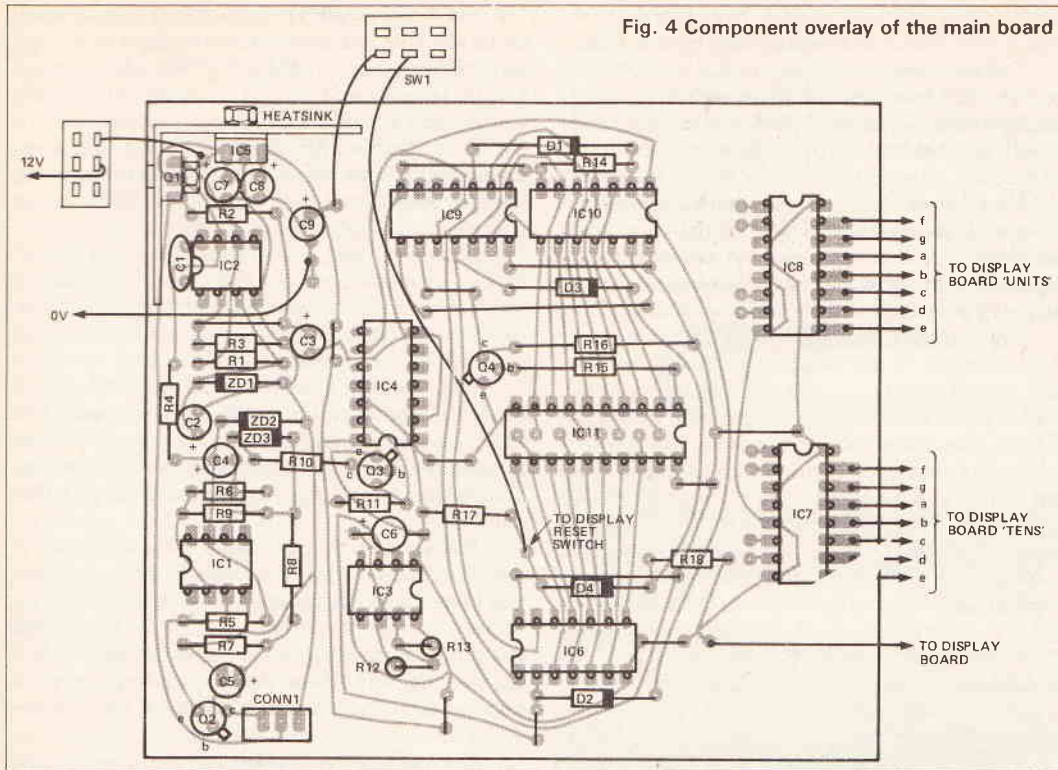 Fig. 4 Component overlay of the main board
SW1
HEATSINK
12V
Q1
IC5
C7
C8
D1
R14
R2
C9
IC9
IC10
C1
IC2
IC8
f
g
a
b
c
d
e
TO DISPLAY
BOARD 'UNITS'
D3
0V
R3
C3
R1
ZD1
IC4
c
Q4
b
e
R16
R15
R4
C2
ZD2
ZD3
IC11
C4
R10
e
c
Q3
b
R6
R9
R11
R17
C6
TO DISPLAY
RESET
SWITCH
IC7
f
g
a
b
c
d
e
TO DISPLAY
BOARD 'TENS'
IC1
R8
IC3
R18
D4
R5
R7
R13
R12
IC6
TO DISPLAY
BOARD
C5
CONN1
D2
e
Q2
c
b
+
+
+
+
+
+
+
+